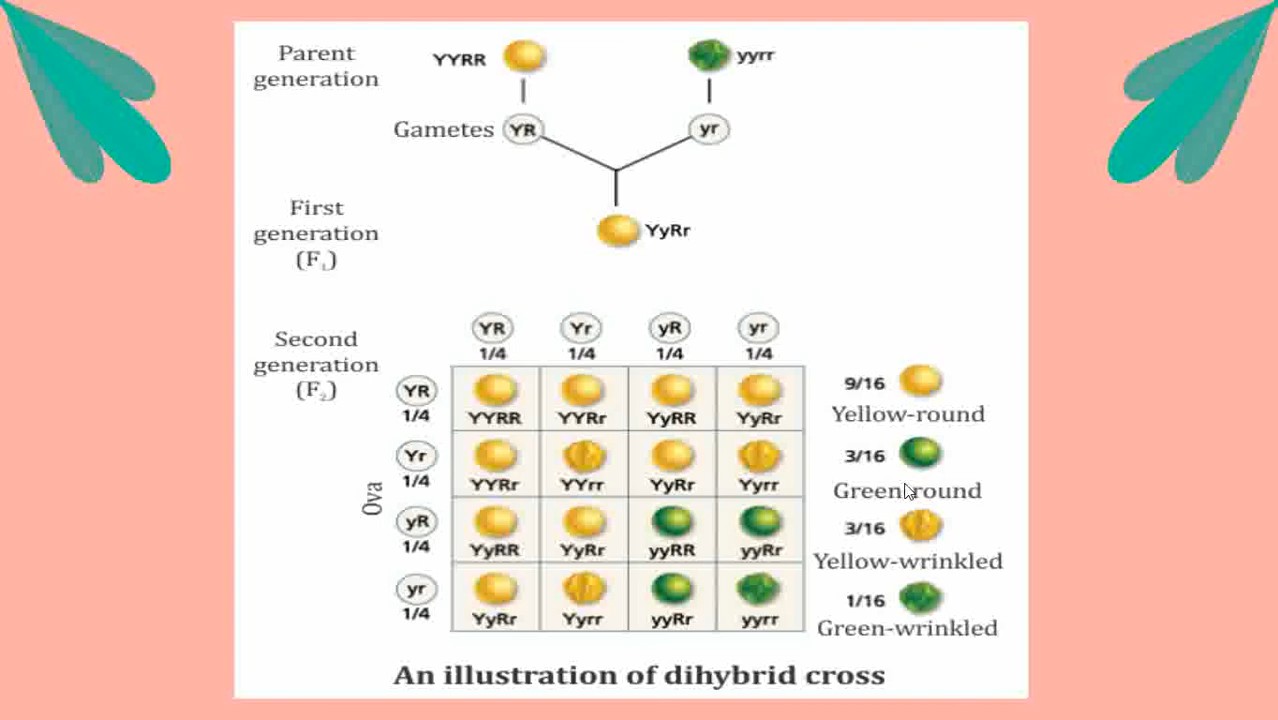 Parent
generation
YYRR
yyrr
Gametes
YR
yr
First
generation
(F₁)
YyRr
Second
generation
(F₂)
YR Yr yR yr
1/4 1/4 1/4 1/4
Ova
YR
1/4
YYRR YYRr YyRR YyRr
Yr
1/4
YYRr YYrr YyRr Yyrr
yR
1/4
YyRR YyRr yyRR yyRr
yr
1/4
YyRr Yyrr yyRr yyrr
9/16
Yellow-round
3/16
Green-round
3/16
Yellow-wrinkled
1/16
Green-wrinkled
An illustration of dihybrid cross